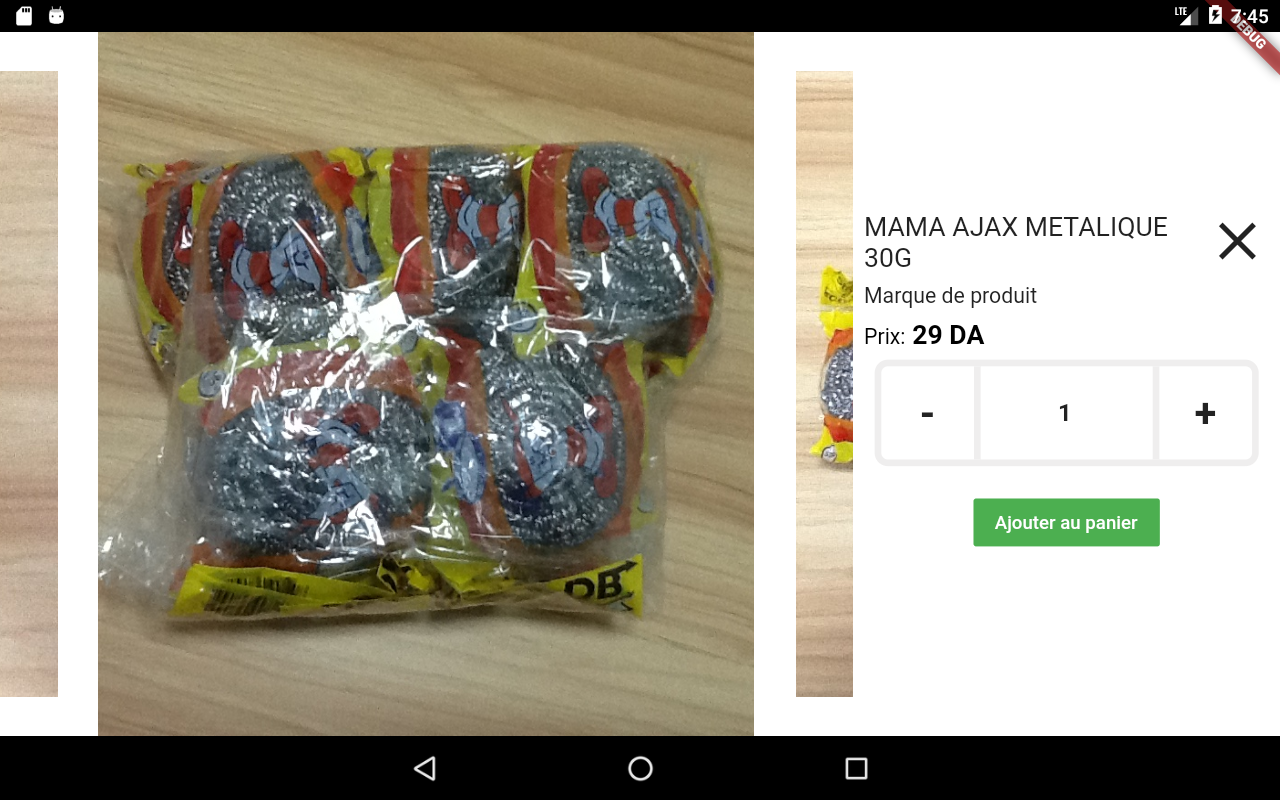 LTE
7:45
DEBUG
MAMA AJAX METALIQUE
30G
Marque de produit
Prix: 29 DA
- 1 +
Ajouter au panier
DB